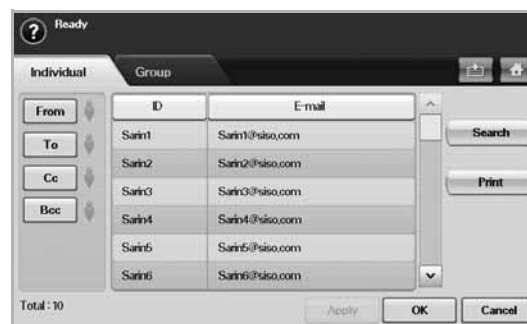 Ready
Individual Group
From
To
Cc
Bcc
ID E-mail
Sarin1 Sarin1@siso.com
Sarin2 Sarin2@siso.com
Sarin3 Sarin3@siso.com
Sarin4 Sarin4@siso.com
Sarin5 Sarin5@siso.com
Sarin6 Sarin6@siso.com
Search
Print
Total : 10
Apply OK Cancel